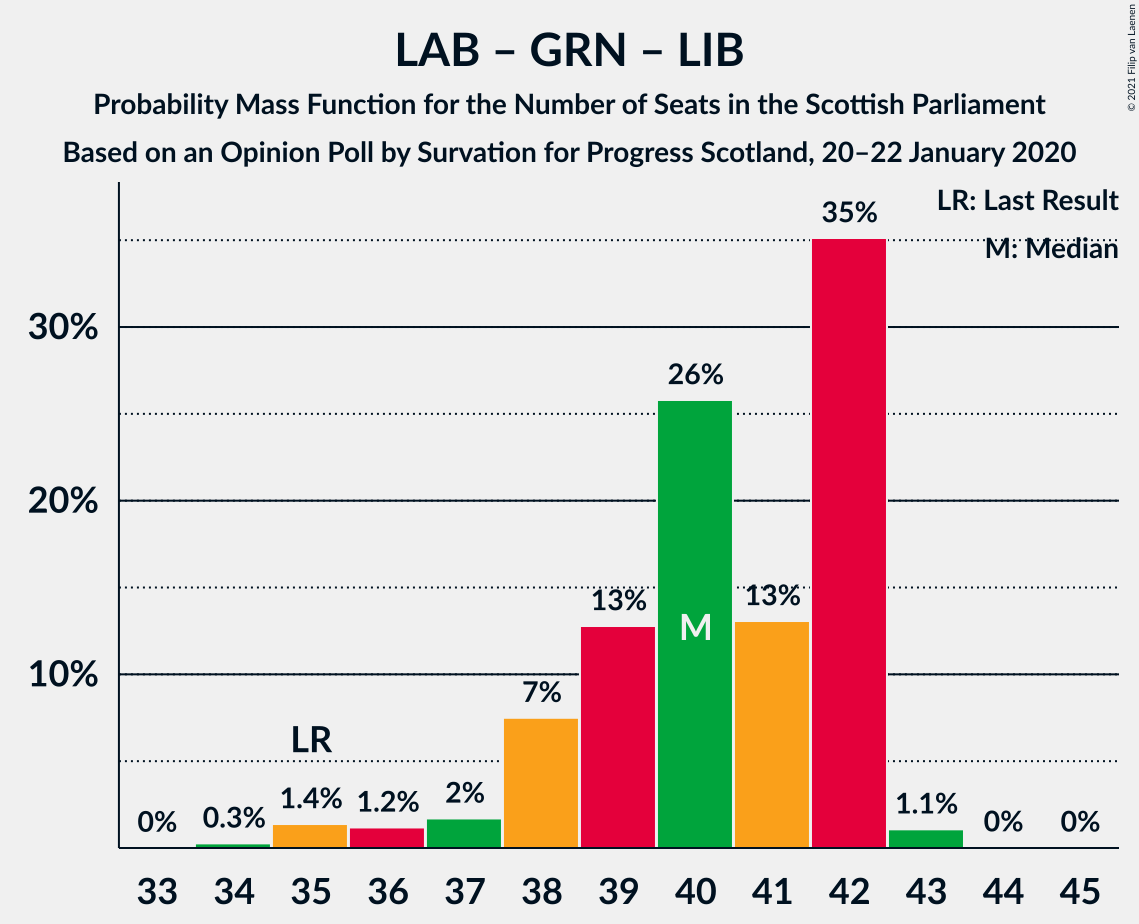 LAB – GRN – LIB
Probability Mass Function for the Number of Seats in the Scottish Parliament
Based on an Opinion Poll by Survation for Progress Scotland, 20–22 January 2020
© 2021 Filip van Laenen
LR: Last Result
M: Median
30%
20%
10%
0%
0.3%
1.4%
1.2%
2%
7%
13%
26%
13%
35%
1.1%
0%
0%
LR
M
33 34 35 36 37 38 39 40 41 42 43 44 45